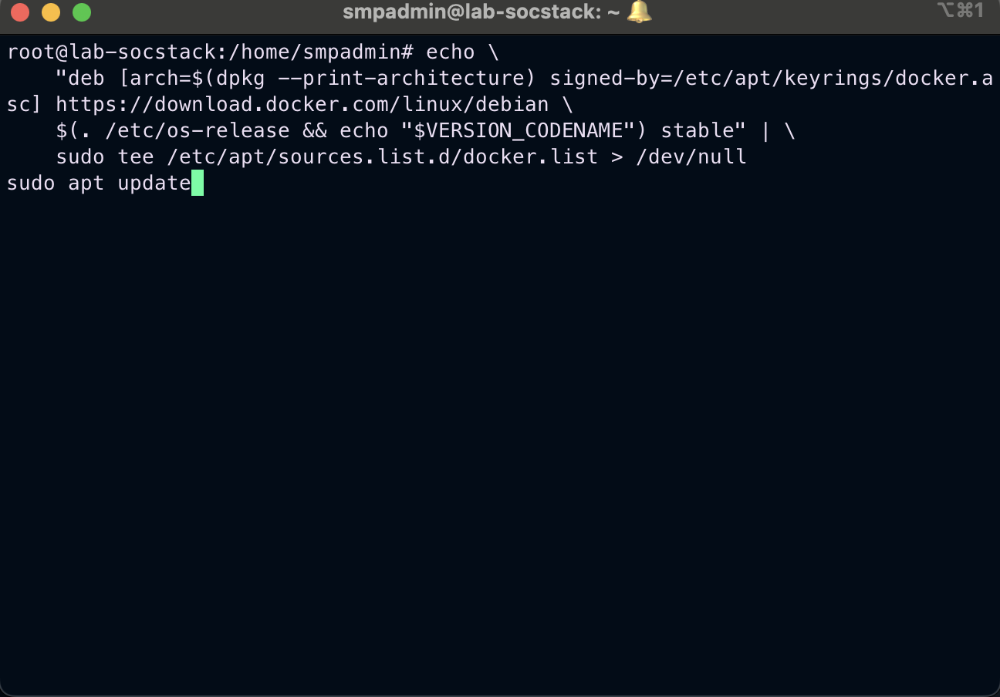 smpadmin@lab-socstack: ~ 🔔
⌥⌘1
root@lab-socstack:/home/smpadmin# echo \
    "deb [arch=$(dpkg --print-architecture) signed-by=/etc/apt/keyrings/docker.a
sc] https://download.docker.com/linux/debian \
    $(. /etc/os-release && echo "$VERSION_CODENAME") stable" | \
    sudo tee /etc/apt/sources.list.d/docker.list > /dev/null
sudo apt update